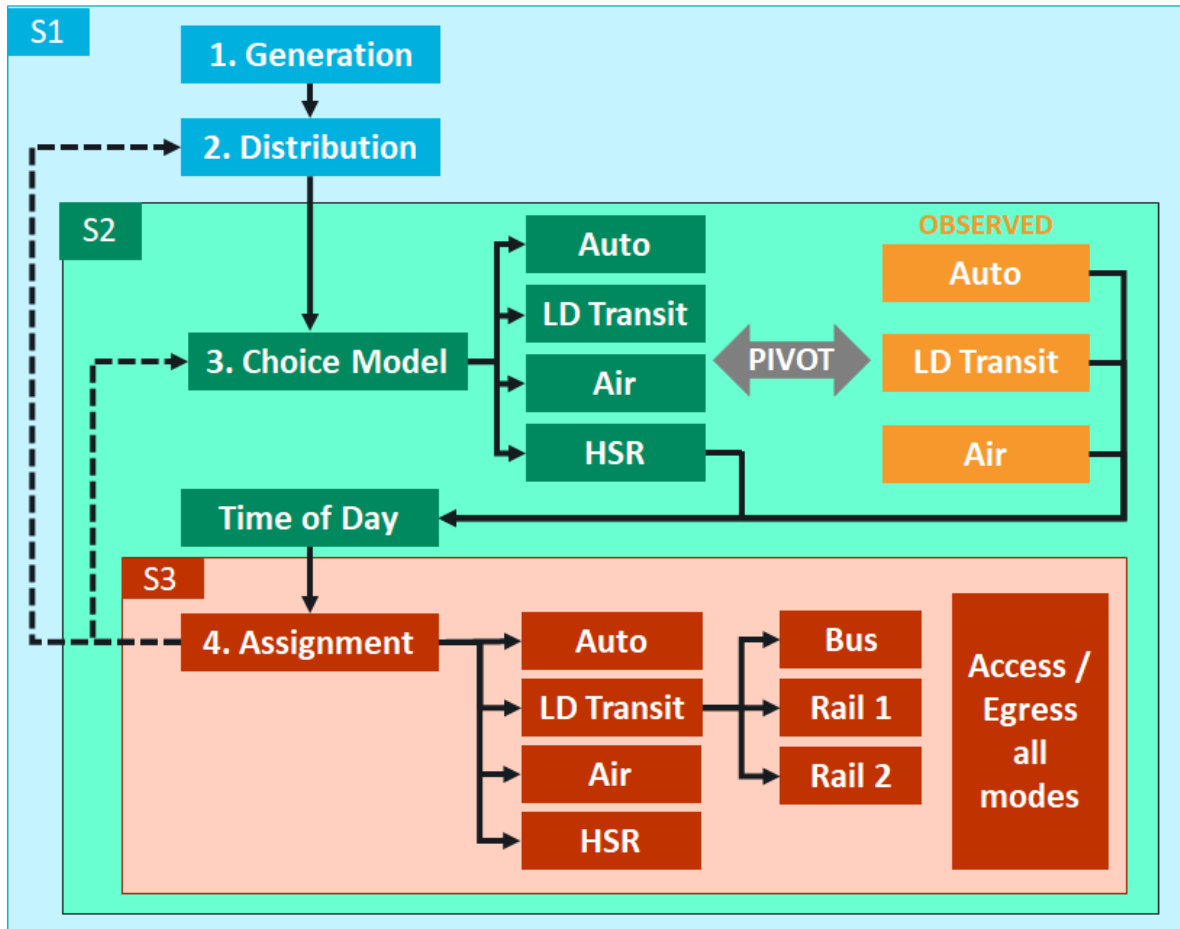 S1
1. Generation
2. Distribution
S2
3. Choice Model
Auto
LD Transit
Air
HSR
PIVOT
OBSERVED
Auto
LD Transit
Air
Time of Day
S3
4. Assignment
Auto
LD Transit
Air
HSR
Bus
Rail 1
Rail 2
Access /
Egress
all
modes